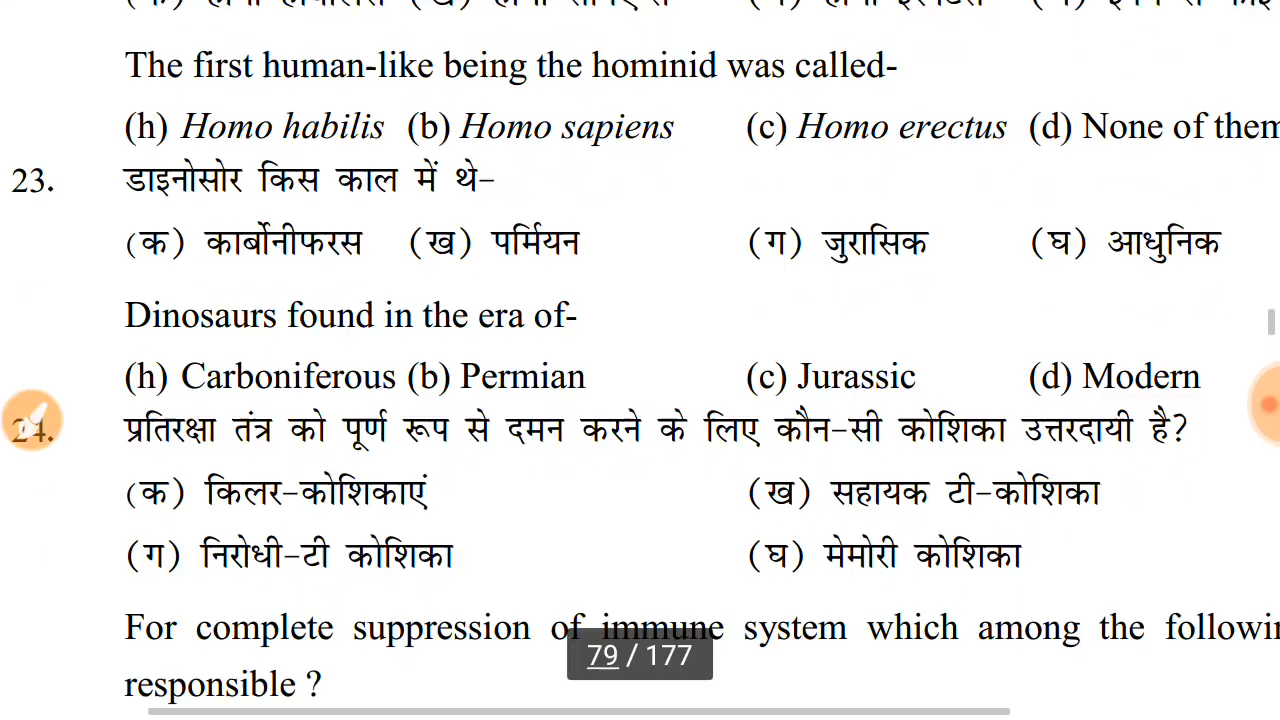 The first human-like being the hominid was called-
(h) Homo habilis (b) Homo sapiens (c) Homo erectus (d) None of them
23. डाइनोसोर किस काल में थे-
(क) कार्बोनीफरस (ख) पर्मियन (ग) जुरासिक (घ) आधुनिक
Dinosaurs found in the era of-
(h) Carboniferous (b) Permian (c) Jurassic (d) Modern
24. प्रतिरक्षा तंत्र को पूर्ण रूप से दमन करने के लिए कौन-सी कोशिका उत्तरदायी है?
(क) किलर-कोशिकाएं (ख) सहायक टी-कोशिका
(ग) निरोधी-टी कोशिका (घ) मेमोरी कोशिका
For complete suppression of immune system which among the followin
responsible ?
79 / 177